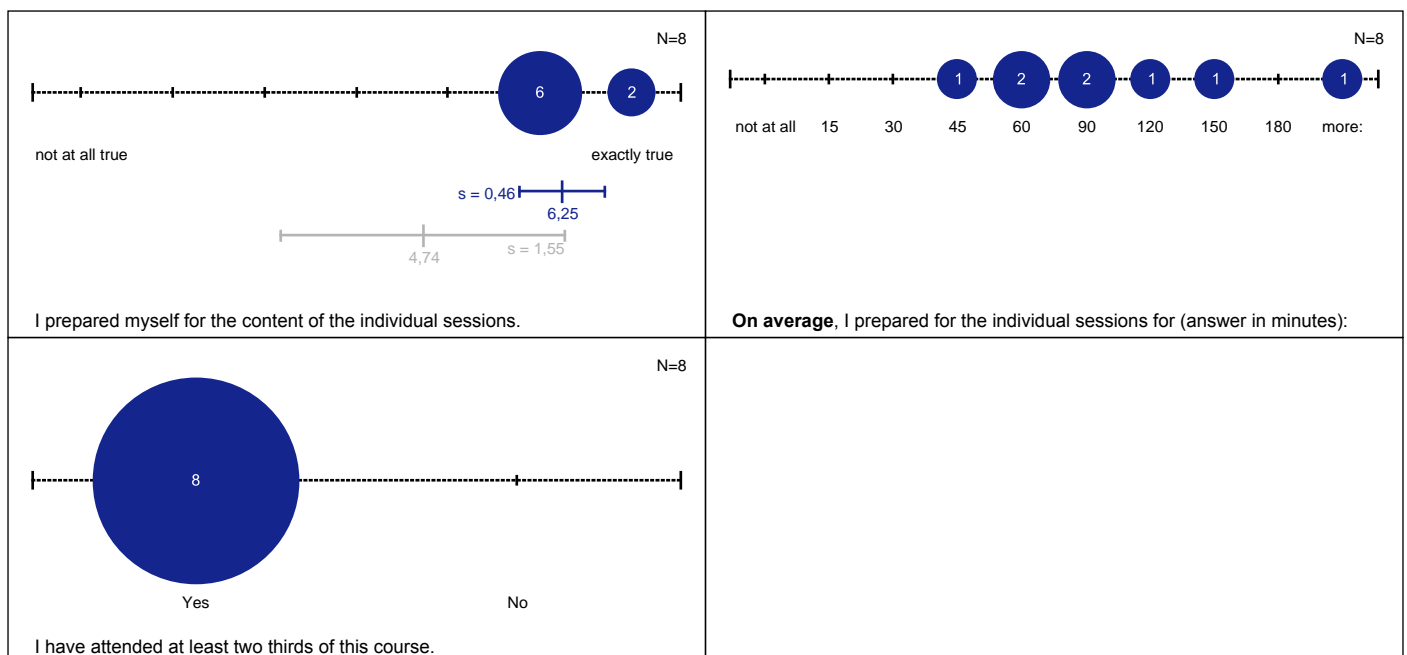 N=8
6 2
not at all true exactly true
s = 0,46
6,25
4,74 s = 1,55
I prepared myself for the content of the individual sessions.
N=8
1 2 2 1 1 1
not at all 15 30 45 60 90 120 150 180 more:
On average, I prepared for the individual sessions for (answer in minutes):
N=8
8
Yes No
I have attended at least two thirds of this course.